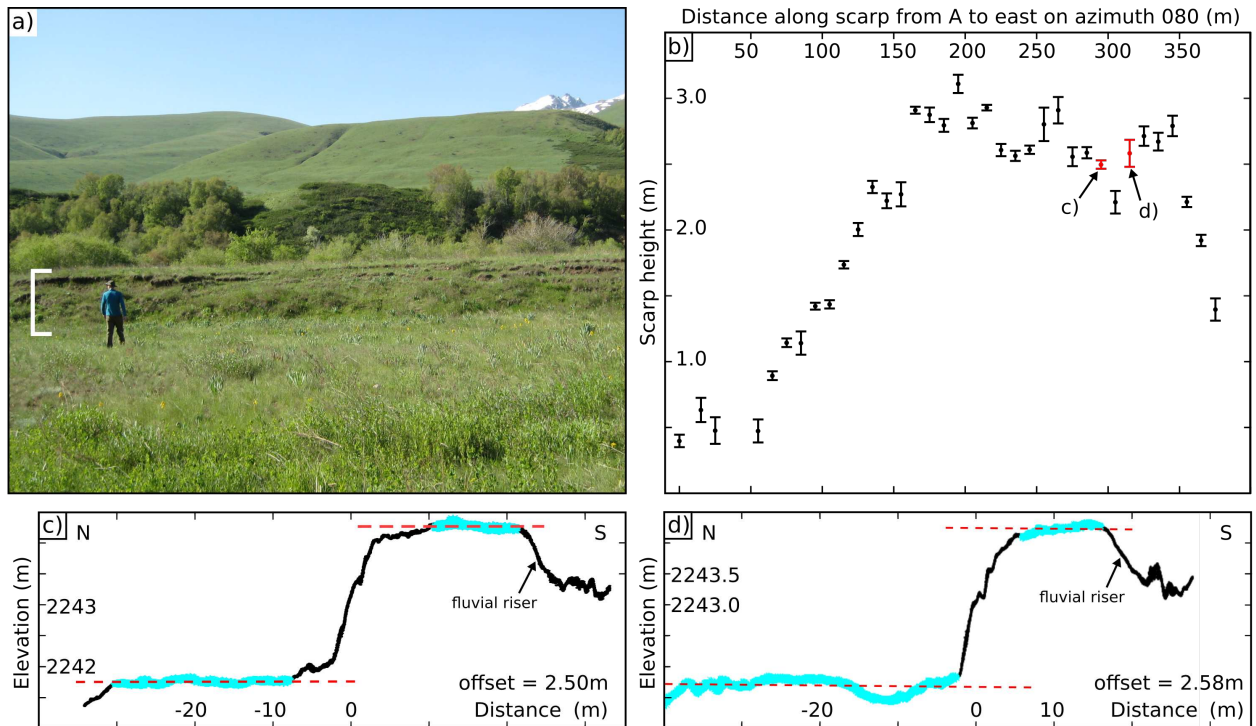 a)
Distance along scarp from A to east on azimuth 080 (m)
b)
50 100 150 200 250 300 350
3.0
2.0
1.0
Scarp height (m)
c)
d)
c) N S
Elevation (m)
2243
2242
fluvial riser
offset = 2.50m
-20 -10 0 Distance (m)
d) N S
Elevation (m)
2243.5
2243.0
fluvial riser
offset = 2.58m
-20 0 Distance (m)